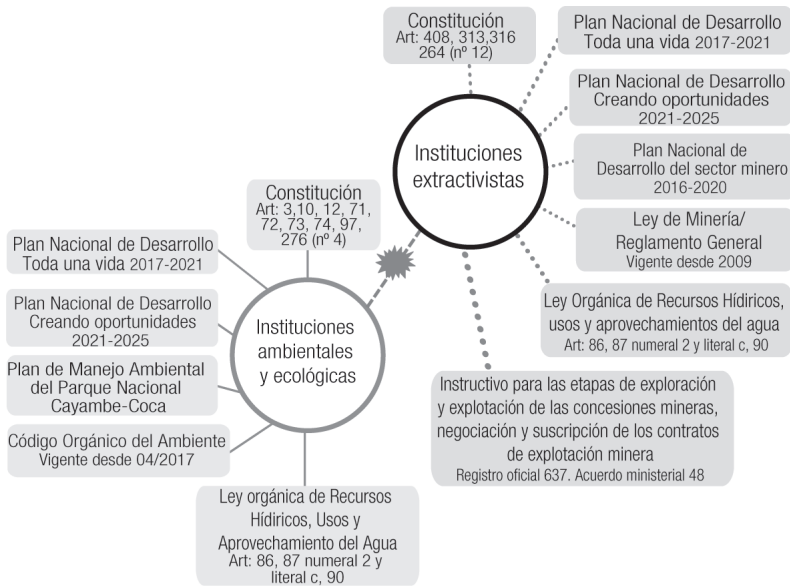 Constitución
Art: 408, 313,316
264 (nº 12)
Plan Nacional de Desarrollo
Toda una vida 2017-2021
Plan Nacional de Desarrollo
Creando oportunidades
2021-2025
Plan Nacional de
Desarrollo del sector minero
2016-2020
Ley de Minería/
Reglamento General
Vigente desde 2009
Ley Orgánica de Recursos Hídiricos,
usos y aprovechamientos del agua
Art: 86, 87 numeral 2 y literal c, 90
Instructivo para las etapas de exploración
y explotación de las concesiones mineras,
negociación y suscripción de los contratos
de explotación minera
Registro oficial 637. Acuerdo ministerial 48
Instituciones
extractivistas
Constitución
Art: 3,10, 12, 71,
72, 73, 74, 97,
276 (nº 4)
Plan Nacional de Desarrollo
Toda una vida 2017-2021
Plan Nacional de Desarrollo
Creando oportunidades
2021-2025
Plan de Manejo Ambiental
del Parque Nacional
Cayambe-Coca
Código Orgánico del Ambiente
Vigente desde 04/2017
Instituciones
ambientales
y ecológicas
Ley orgánica de Recursos
Hídiricos, Usos y
Aprovechamiento del Agua
Art: 86, 87 numeral 2 y
literal c, 90